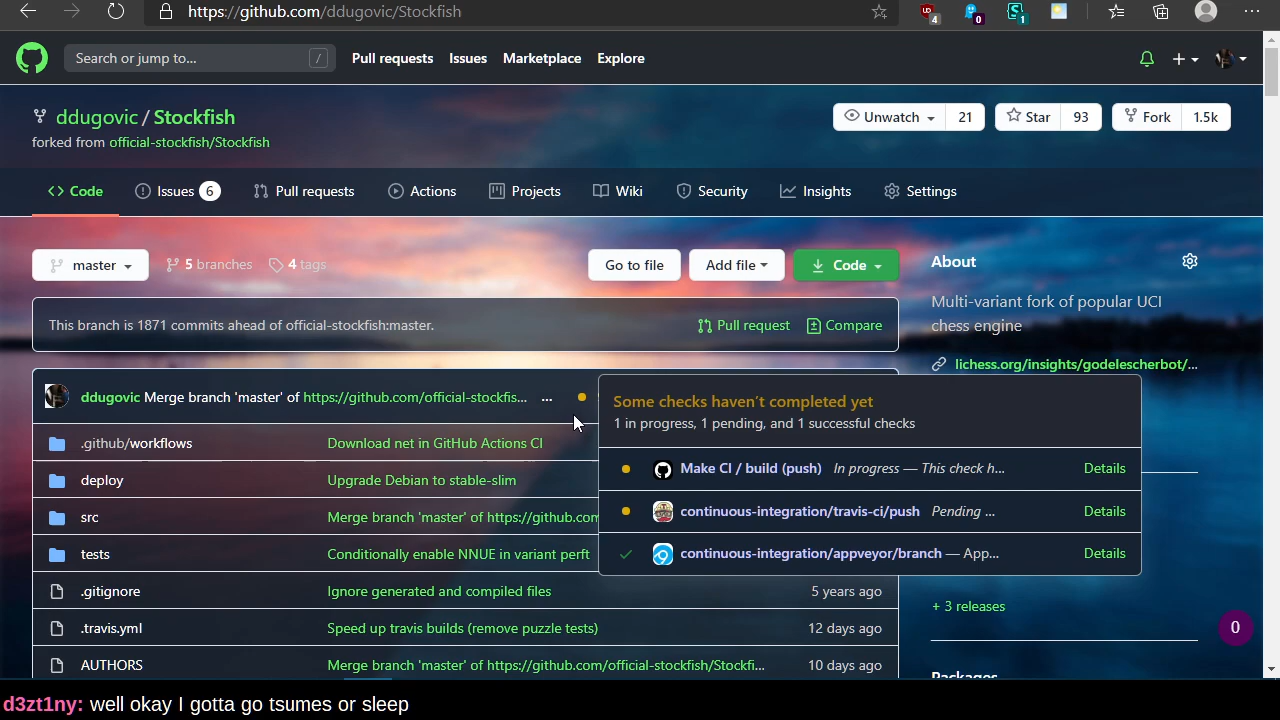 https://github.com/ddugovic/Stockfish
4
0
1
Search or jump to...
/
Pull requests
Issues
Marketplace
Explore
ddugovic / Stockfish
forked from official-stockfish/Stockfish
Unwatch 21
Star 93
Fork 1.5k
Code
Issues 6
Pull requests
Actions
Projects
Wiki
Security
Insights
Settings
master
5 branches
4 tags
Go to file
Add file
Code
About
Multi-variant fork of popular UCI
chess engine
lichess.org/insights/godelescherbot/...
This branch is 1871 commits ahead of official-stockfish:master.
Pull request
Compare
ddugovic Merge branch 'master' of https://github.com/official-stockfis... ...
Some checks haven't completed yet
1 in progress, 1 pending, and 1 successful checks
Make CI / build (push) In progress — This check h... Details
continuous-integration/travis-ci/push Pending ... Details
continuous-integration/appveyor/branch — App... Details
.github/workflows Download net in GitHub Actions CI
deploy Upgrade Debian to stable-slim
src Merge branch 'master' of https://github.com
tests Conditionally enable NNUE in variant perft
.gitignore Ignore generated and compiled files 5 years ago
.travis.yml Speed up travis builds (remove puzzle tests) 12 days ago
AUTHORS Merge branch 'master' of https://github.com/official-stockfish/Stockfi... 10 days ago
+ 3 releases
0
Packages
d3zt1ny: well okay I gotta go tsumes or sleep